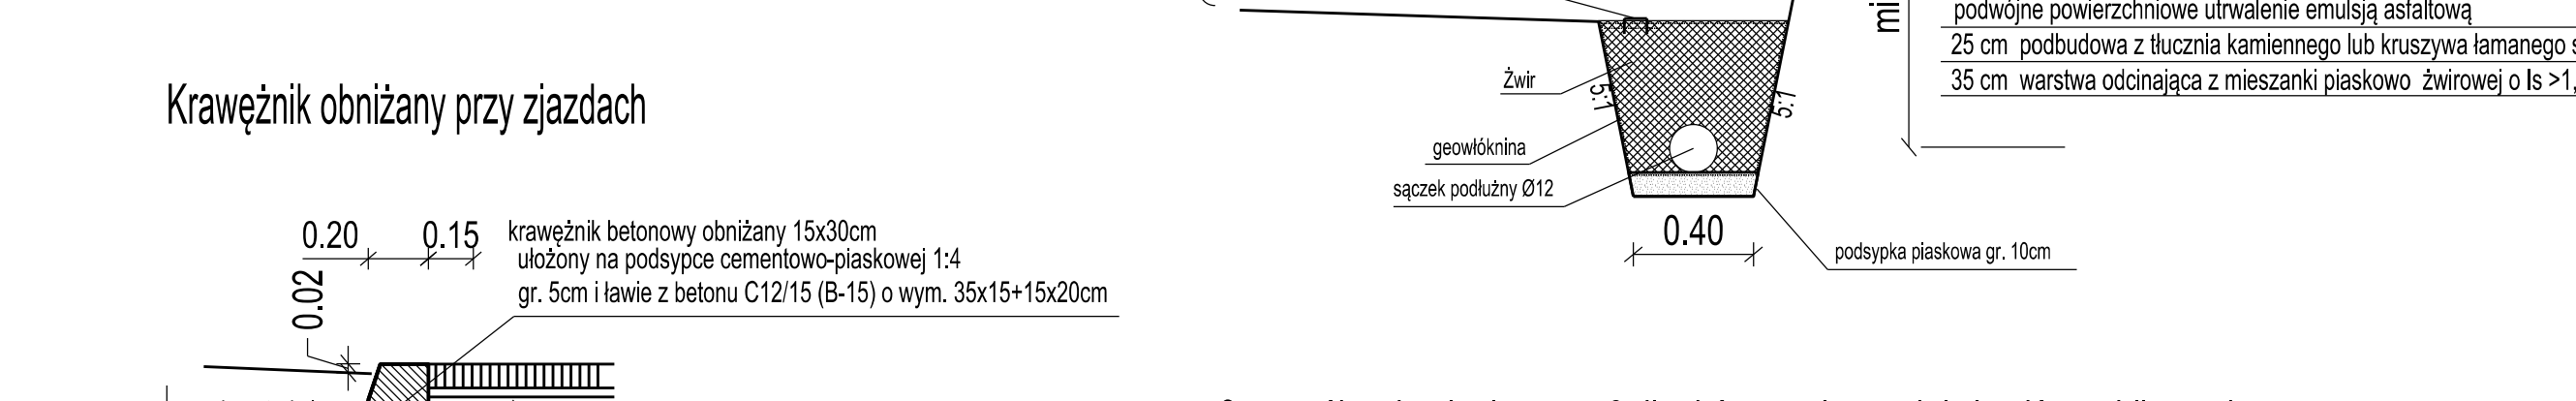 Krawężnik obniżany przy zjazdach
0.20
0.15
krawężnik betonowy obniżany 15x30cm
ułożony na podsypce cementowo-piaskowej 1:4
gr. 5cm i ławie z betonu C12/15 (B-15) o wym. 35x15+15x20cm
0.02
Żwir
5:1
5:1
geowłóknina
sączek podłużny Ø12
0.40
podsypka piaskowa gr. 10cm
podwójne powierzchniowe utrwalenie emulsją asfaltową
25 cm podbudowa z tłucznia kamiennego lub kruszywa łamanego
35 cm warstwa odcinająca z mieszanki piaskowo żwirowej o Is >1,